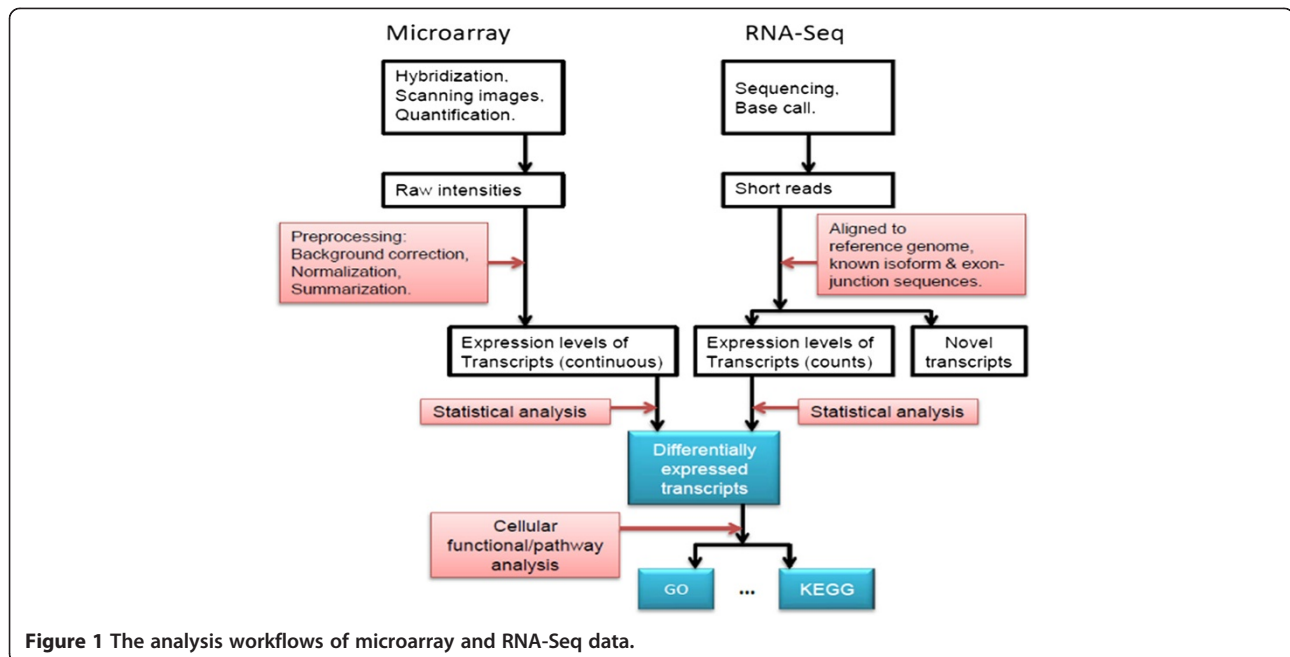 Microarray
RNA-Seq
Hybridization.
Scanning images.
Quantification.
Sequencing.
Base call.
Raw intensities
Short reads
Preprocessing:
Background correction,
Normalization,
Summarization.
Aligned to
reference genome,
known isoform & exon-
junction sequences.
Expression levels of
Transcripts (continuous)
Expression levels of
Transcripts (counts)
Novel
transcripts
Statistical analysis
Statistical analysis
Differentially
expressed
transcripts
Cellular
functional/pathway
analysis
GO
...
KEGG
Figure 1 The analysis workflows of microarray and RNA-Seq data.